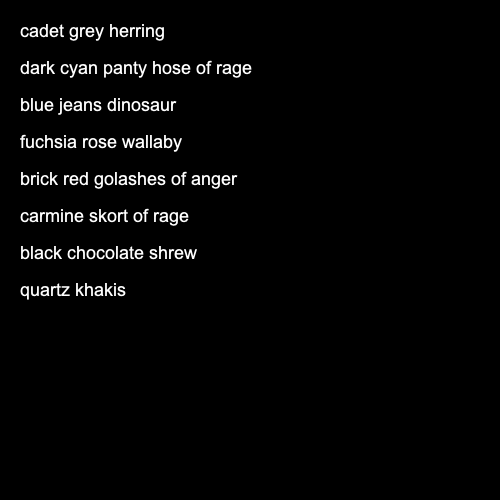 cadet grey herring
dark cyan panty hose of rage
blue jeans dinosaur
fuchsia rose wallaby
brick red golashes of anger
carmine skort of rage
black chocolate shrew
quartz khakis